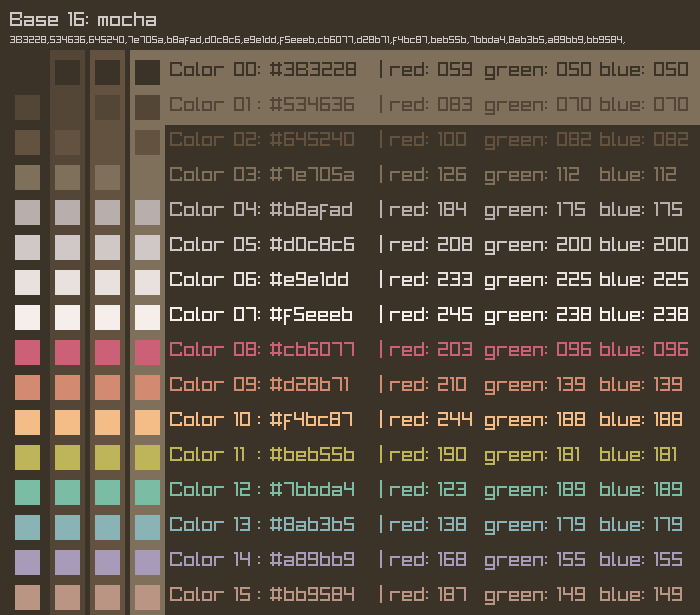 Base 16: mocha
3B3228,534636,645240,7e705a,b8afad,d0c8c6,e9e1dd,f5eeeb,cb6077,d28b71,f4bc87,beb55b,7bbda4,8ab3b5,a89bb9,bb9584,
Color 00: #3B3228 | red: 059 green: 050 blue: 050
Color 01 : #534636 | red: 083 green: 070 blue: 070
Color 02: #645240 | red: 100 green: 082 blue: 082
Color 03: #7e705a | red: 126 green: 112 blue: 112
Color 04: #b8afad | red: 184 green: 175 blue: 175
Color 05: #d0c8c6 | red: 208 green: 200 blue: 200
Color 06: #e9e1dd | red: 233 green: 225 blue: 225
Color 07: #f5eeeb | red: 245 green: 238 blue: 238
Color 08: #cb6077 | red: 203 green: 096 blue: 096
Color 09: #d28b71 | red: 210 green: 139 blue: 139
Color 10 : #f4bc87 | red: 244 green: 188 blue: 188
Color 11 : #beb55b | red: 190 green: 181 blue: 181
Color 12 : #7bbda4 | red: 123 green: 189 blue: 189
Color 13 : #8ab3b5 | red: 138 green: 179 blue: 179
Color 14 : #a89bb9 | red: 168 green: 155 blue: 155
Color 15 : #bb9584 | red: 187 green: 149 blue: 149